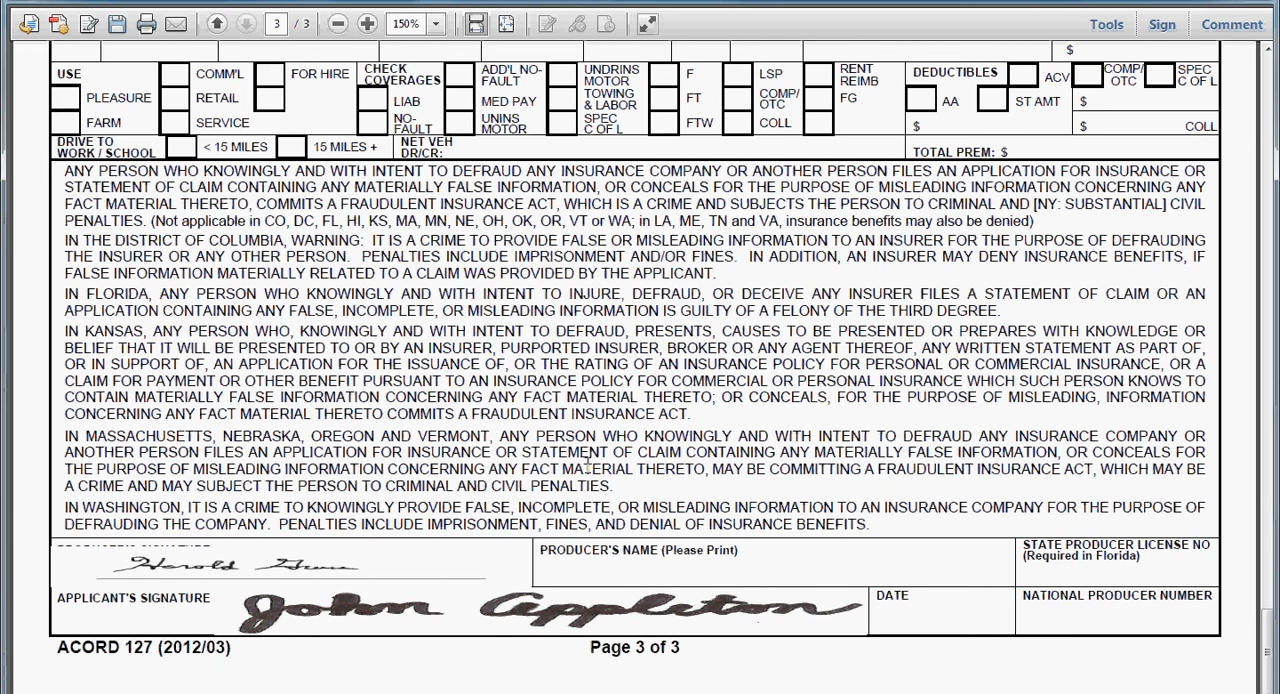 3 / 3 150% Tools Sign Comment
$
USE COMM'L FOR HIRE CHECK COVERAGES ADD'L NO-FAULT UNDRINS MOTOR F LSP RENT REIMB DEDUCTIBLES ACV COMP/ OTC SPEC C OF L
PLEASURE RETAIL LIAB MED PAY TOWING & LABOR FT COMP/ OTC FG AA ST AMT $
FARM SERVICE NO-FAULT UNINS MOTOR SPEC C OF L FTW COLL $ COLL
DRIVE TO WORK / SCHOOL < 15 MILES 15 MILES + NET VEH DR/CR: TOTAL PREM: $
ANY PERSON WHO KNOWINGLY AND WITH INTENT TO DEFRAUD ANY INSURANCE COMPANY OR ANOTHER PERSON FILES AN APPLICATION FOR INSURANCE OR
STATEMENT OF CLAIM CONTAINING ANY MATERIALLY FALSE INFORMATION, OR CONCEALS FOR THE PURPOSE OF MISLEADING INFORMATION CONCERNING ANY
FACT MATERIAL THERETO, COMMITS A FRAUDULENT INSURANCE ACT, WHICH IS A CRIME AND SUBJECTS THE PERSON TO CRIMINAL AND [NY: SUBSTANTIAL] CIVIL
PENALTIES. (Not applicable in CO, DC, FL, HI, KS, MA, MN, NE, OH, OK, OR, VT or WA; in LA, ME, TN and VA, insurance benefits may also be denied)
IN THE DISTRICT OF COLUMBIA, WARNING: IT IS A CRIME TO PROVIDE FALSE OR MISLEADING INFORMATION TO AN INSURER FOR THE PURPOSE OF DEFRAUDING
THE INSURER OR ANY OTHER PERSON. PENALTIES INCLUDE IMPRISONMENT AND/OR FINES. IN ADDITION, AN INSURER MAY DENY INSURANCE BENEFITS, IF
FALSE INFORMATION MATERIALLY RELATED TO A CLAIM WAS PROVIDED BY THE APPLICANT.
IN FLORIDA, ANY PERSON WHO KNOWINGLY AND WITH INTENT TO INJURE, DEFRAUD, OR DECEIVE ANY INSURER FILES A STATEMENT OF CLAIM OR AN
APPLICATION CONTAINING ANY FALSE, INCOMPLETE, OR MISLEADING INFORMATION IS GUILTY OF A FELONY OF THE THIRD DEGREE.
IN KANSAS, ANY PERSON WHO, KNOWINGLY AND WITH INTENT TO DEFRAUD, PRESENTS, CAUSES TO BE PRESENTED OR PREPARES WITH KNOWLEDGE OR
BELIEF THAT IT WILL BE PRESENTED TO OR BY AN INSURER, PURPORTED INSURER, BROKER OR ANY AGENT THEREOF, ANY WRITTEN STATEMENT AS PART OF,
OR IN SUPPORT OF, AN APPLICATION FOR THE ISSUANCE OF, OR THE RATING OF AN INSURANCE POLICY FOR PERSONAL OR COMMERCIAL INSURANCE, OR A
CLAIM FOR PAYMENT OR OTHER BENEFIT PURSUANT TO AN INSURANCE POLICY FOR COMMERCIAL OR PERSONAL INSURANCE WHICH SUCH PERSON KNOWS TO
CONTAIN MATERIALLY FALSE INFORMATION CONCERNING ANY FACT MATERIAL THERETO; OR CONCEALS, FOR THE PURPOSE OF MISLEADING, INFORMATION
CONCERNING ANY FACT MATERIAL THERETO COMMITS A FRAUDULENT INSURANCE ACT.
IN MASSACHUSETTS, NEBRASKA, OREGON AND VERMONT, ANY PERSON WHO KNOWINGLY AND WITH INTENT TO DEFRAUD ANY INSURANCE COMPANY OR
ANOTHER PERSON FILES AN APPLICATION FOR INSURANCE OR STATEMENT OF CLAIM CONTAINING ANY MATERIALLY FALSE INFORMATION, OR CONCEALS FOR
THE PURPOSE OF MISLEADING INFORMATION CONCERNING ANY FACT MATERIAL THERETO, MAY BE COMMITTING A FRAUDULENT INSURANCE ACT, WHICH MAY BE
A CRIME AND MAY SUBJECT THE PERSON TO CRIMINAL AND CIVIL PENALTIES.
IN WASHINGTON, IT IS A CRIME TO KNOWINGLY PROVIDE FALSE, INCOMPLETE, OR MISLEADING INFORMATION TO AN INSURANCE COMPANY FOR THE PURPOSE OF
DEFRAUDING THE COMPANY. PENALTIES INCLUDE IMPRISONMENT, FINES, AND DENIAL OF INSURANCE BENEFITS.
Herold PRODUCER'S NAME (Please Print) STATE PRODUCER LICENSE NO
(Required in Florida)
APPLICANT'S SIGNATURE John Appleton DATE NATIONAL PRODUCER NUMBER
ACORD 127 (2012/03) Page 3 of 3